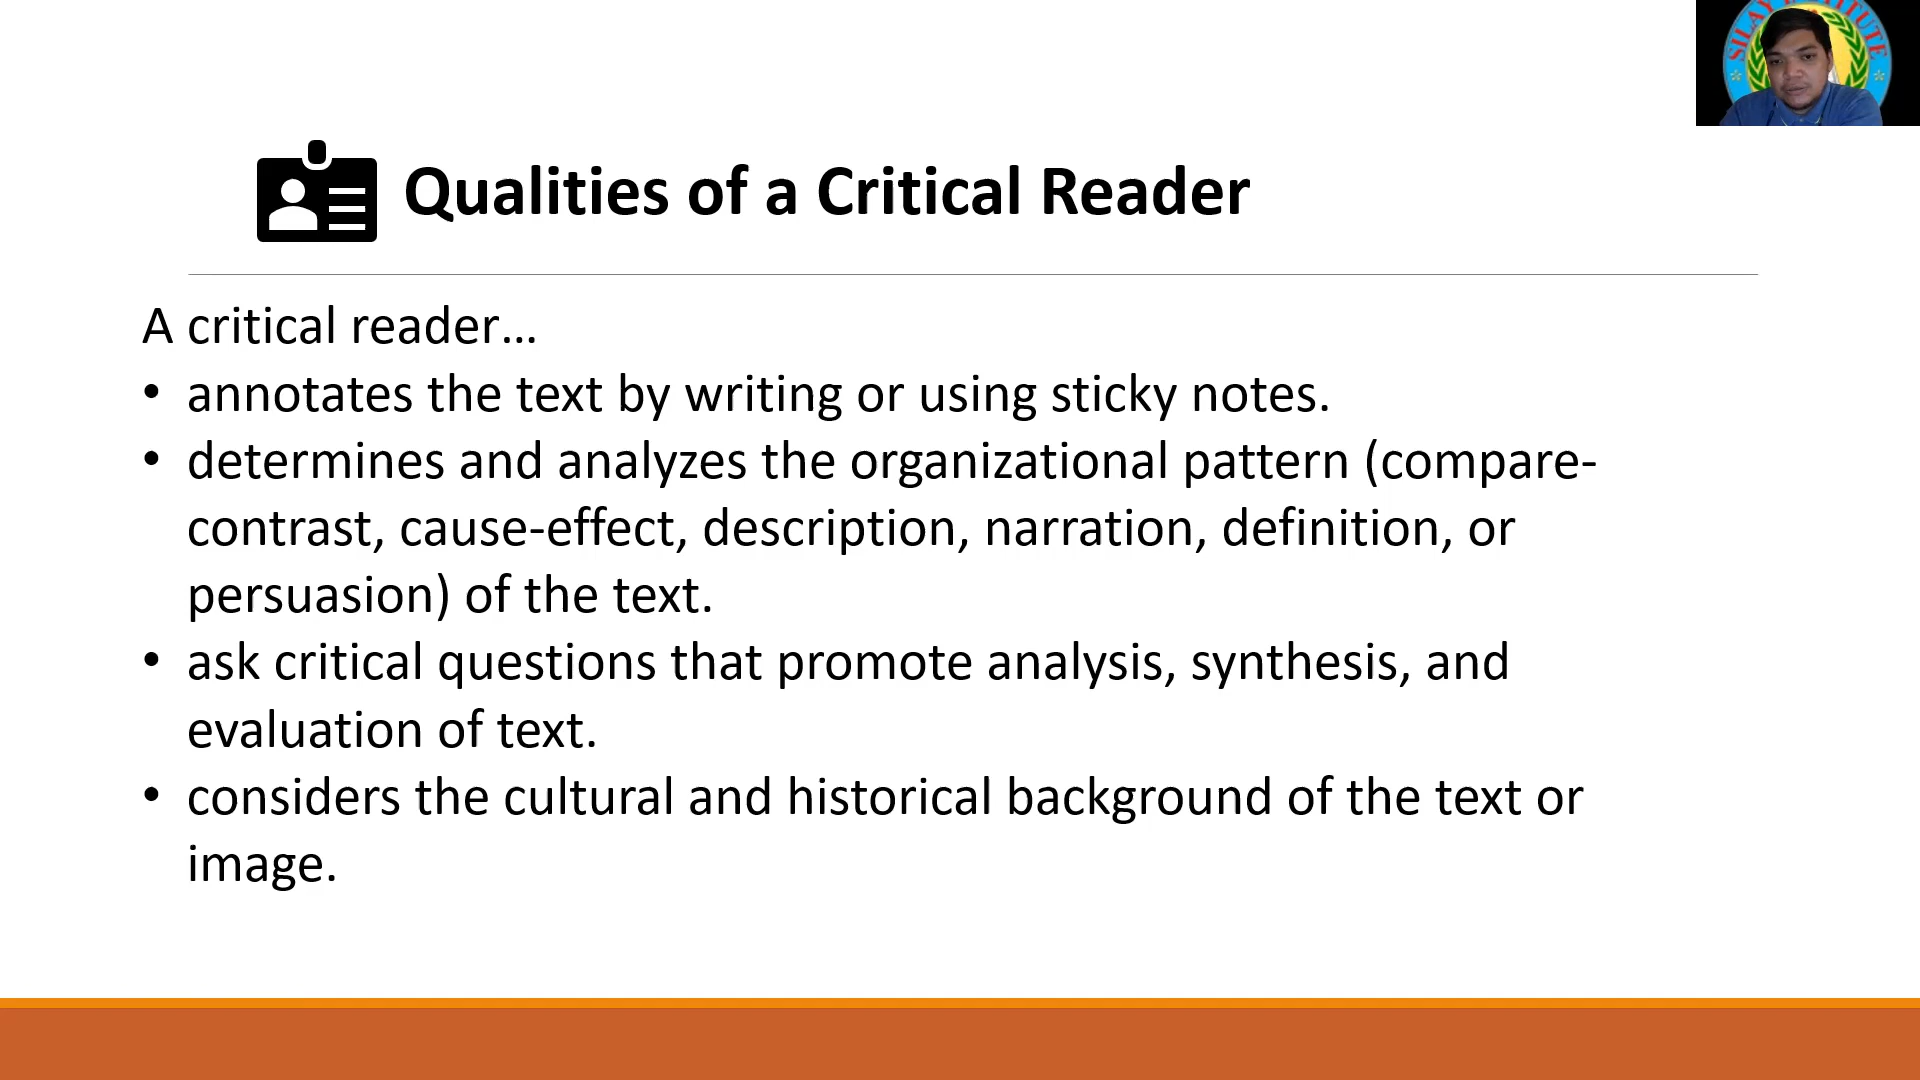 SILAY INSTITUTE
Qualities of a Critical Reader
A critical reader…
• annotates the text by writing or using sticky notes.
• determines and analyzes the organizational pattern (compare-
contrast, cause-effect, description, narration, definition, or
persuasion) of the text.
• ask critical questions that promote analysis, synthesis, and
evaluation of text.
• considers the cultural and historical background of the text or
image.